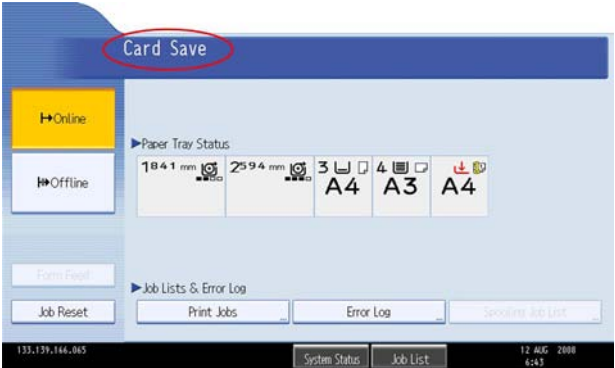 Card Save
Online
Offline
Form Feed
Job Reset
Paper Tray Status
1 841 mm
2 594 mm
3 A4
4 A3
A4
Job Lists & Error Log
Print Jobs
Error Log
Spooling Job List
133.139.166.065
System Status
Job List
12 AUG 2008
6:43